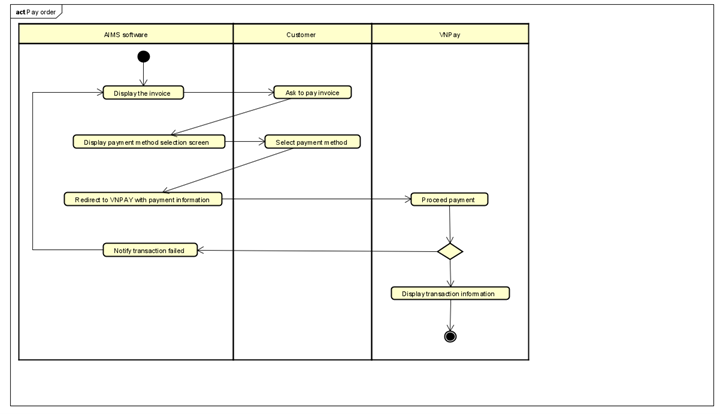 act Pay order
AIMS software
Customer
VNPay
Display the invoice
Ask to pay invoice
Display payment method selection screen
Select payment method
Redirect to VNPAY with payment information
Proceed payment
Notify transaction failed
Display transaction information